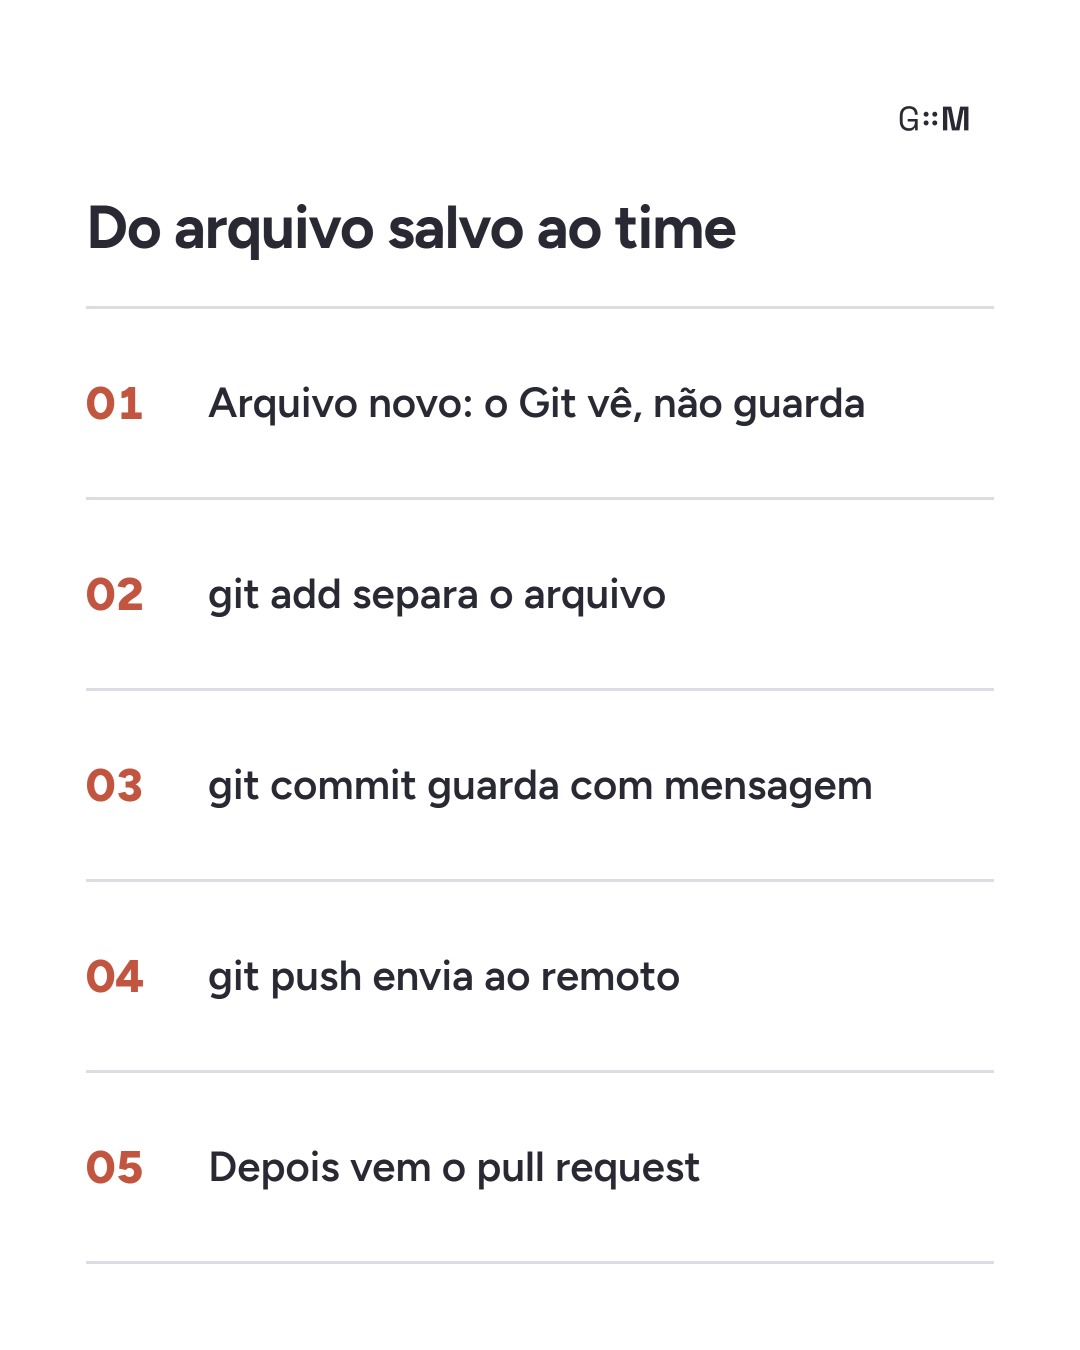 G::M
Do arquivo salvo ao time
01 Arquivo novo: o Git vê, não guarda
02 git add separa o arquivo
03 git commit guarda com mensagem
04 git push envia ao remoto
05 Depois vem o pull request